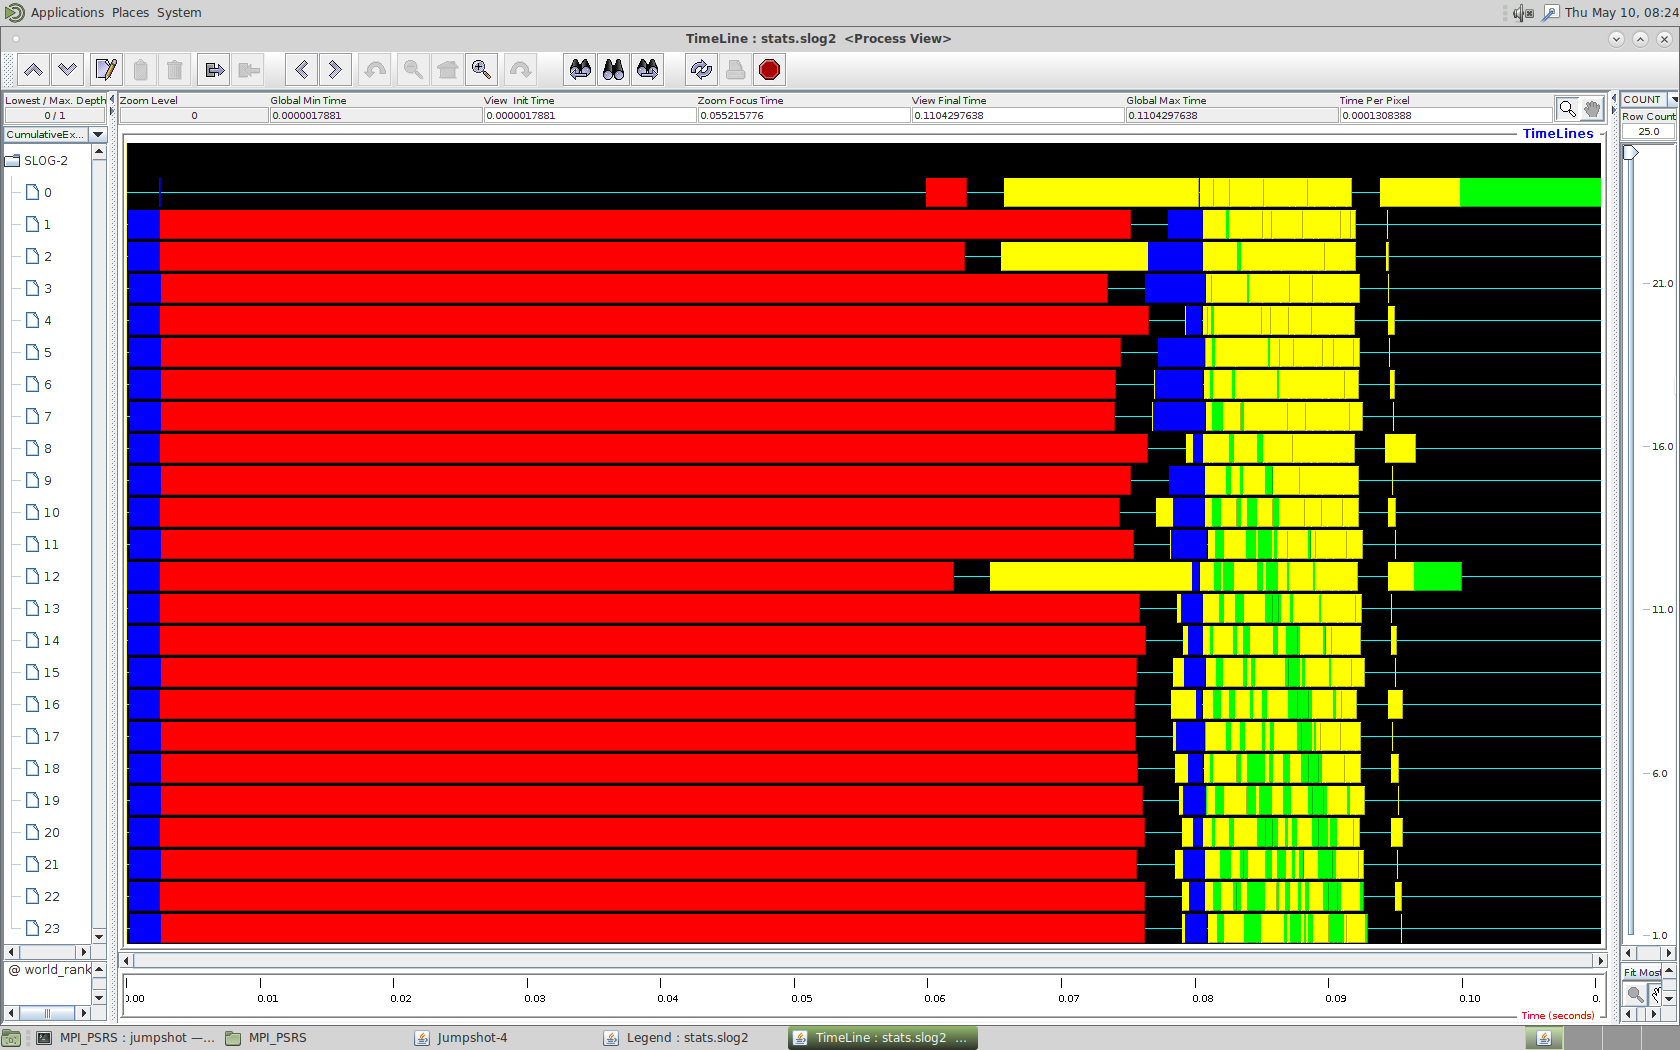 Applications Places System
Thu May 10, 08:24
TimeLine : stats.slog2 <Process View>
Lowest / Max. Depth
0 / 1
Zoom Level
0
Global Min Time
0.0000017881
View Init Time
0.0000017881
Zoom Focus Time
0.055215776
View Final Time
0.1104297638
Global Max Time
0.1104297638
Time Per Pixel
0.0001308388
COUNT
Row Count
25.0
CumulativeEx...
TimeLines
SLOG-2
0
1
2
3
4
5
6
7
8
9
10
11
12
13
14
15
16
17
18
19
20
21
22
23
21.0
16.0
11.0
6.0
1.0
@ world_rank
Fit Most
0.00 0.01 0.02 0.03 0.04 0.05 0.06 0.07 0.08 0.09 0.10 0.
Time (seconds)
MPI_PSRS : jumpshot —...
MPI_PSRS
Jumpshot-4
Legend : stats.slog2
TimeLine : stats.slog2 ...